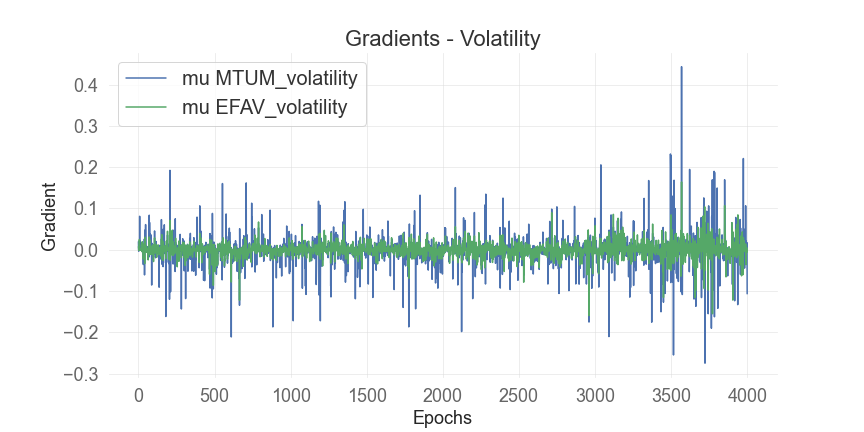 Gradients - Volatility
mu MTUM_volatility
mu EFAV_volatility
0.4
0.3
0.2
0.1
0.0
−0.1
−0.2
−0.3
Gradient
0 500 1000 1500 2000 2500 3000 3500 4000
Epochs